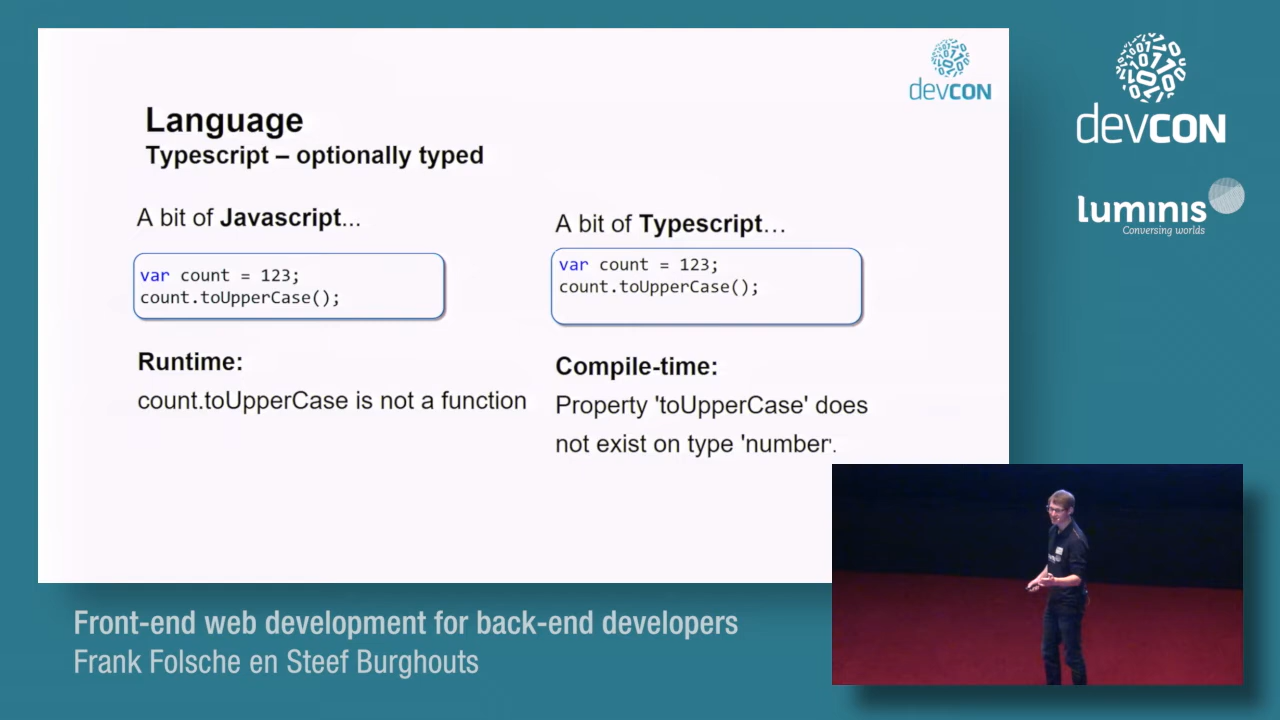 devCON
Language
Typescript – optionally typed
A bit of Javascript...
var count = 123;
count.toUpperCase();
Runtime:
count.toUpperCase is not a function
A bit of Typescript...
var count = 123;
count.toUpperCase();
Compile-time:
Property 'toUpperCase' does
not exist on type 'number'.
devCON
luminis
Conversing worlds
Front-end web development for back-end developers
Frank Folsche en Steef Burghouts